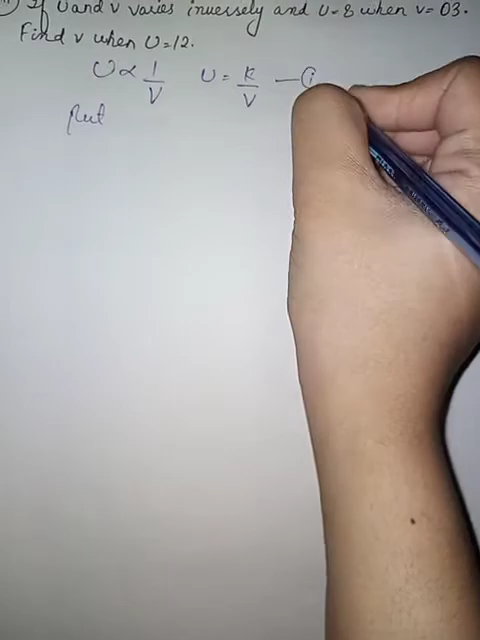 If U and V varies inversely and U=8 when V=03.
Find V when U=12.
U ∝ 1/V U = K/V —(i
Put